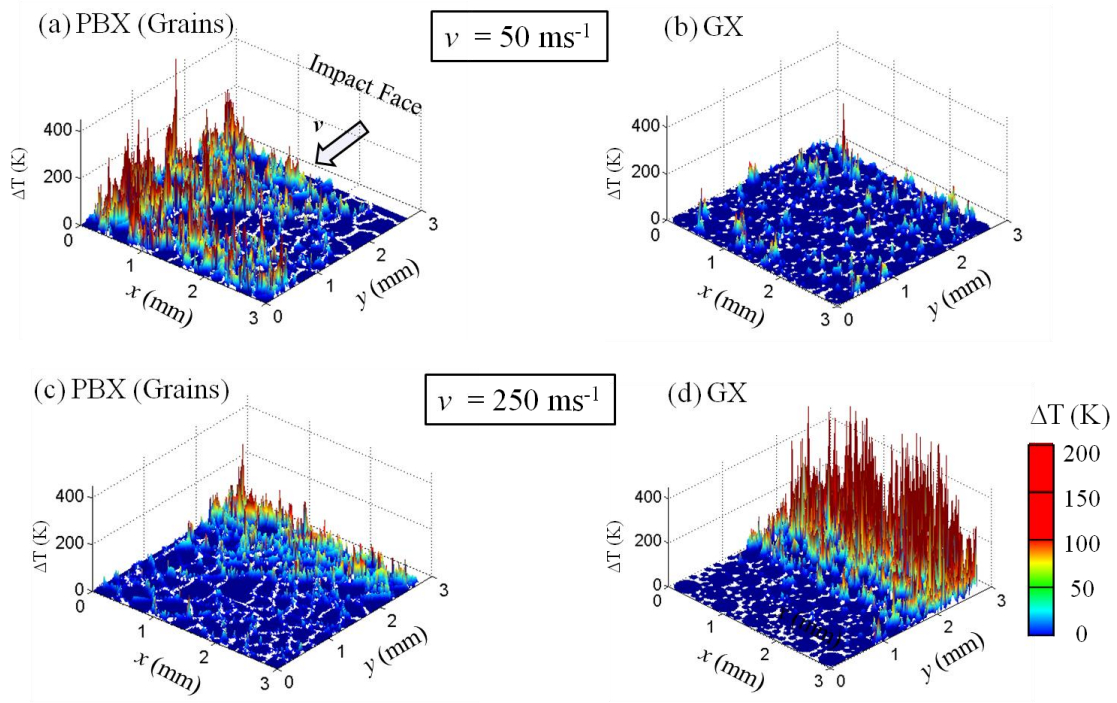 (a) PBX (Grains)
v = 50 ms-1
(b) GX
Impact Face
v
400
200
0
ΔT (K)
0
1
2
3
x (mm)
0
1
2
3
y (mm)
400
200
0
ΔT (K)
0
1
2
3
x (mm)
0
1
2
3
y (mm)
(c) PBX (Grains)
v = 250 ms-1
(d) GX
400
200
0
ΔT (K)
0
1
2
3
x (mm)
0
1
2
3
y (mm)
400
200
0
ΔT (K)
0
1
2
3
x (mm)
0
1
2
3
y (mm)
ΔT (K)
200
150
100
50
0